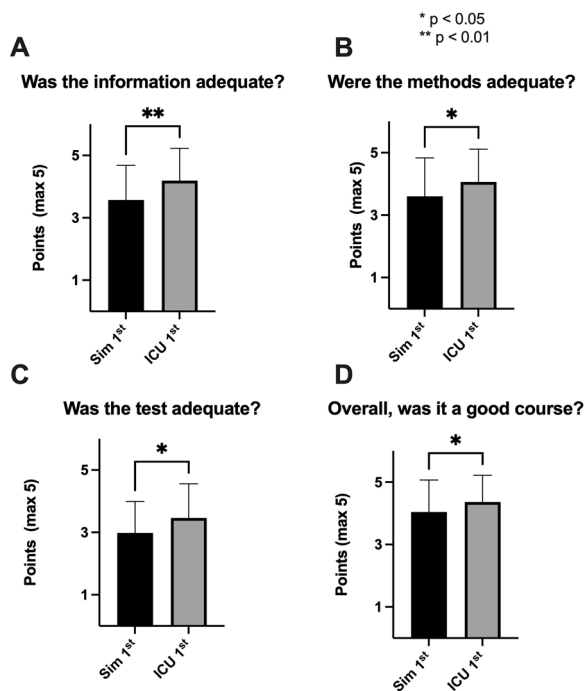 * p < 0.05
** p < 0.01
A
Was the information adequate?
**
Points (max 5)
5
3
1
Sim 1st
ICU 1st
B
Were the methods adequate?
*
Points (max 5)
5
3
1
Sim 1st
ICU 1st
C
Was the test adequate?
*
Points (max 5)
5
3
1
Sim 1st
ICU 1st
D
Overall, was it a good course?
*
Points (max 5)
5
3
1
Sim 1st
ICU 1st